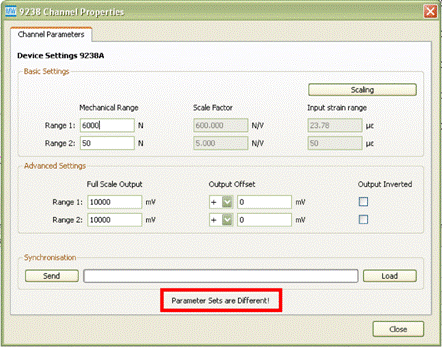 9238 Channel Properties
Channel Parameters
Device Settings 9238A
Basic Settings
Scaling
Mechanical Range Scale Factor Input strain range
Range 1: 6000 N 600.000 N/V 23.78 µε
Range 2: 50 N 5.000 N/V 50 µε
Advanced Settings
Full Scale Output Output Offset Output Inverted
Range 1: 10000 mV + 0 mV
Range 2: 10000 mV + 0 mV
Synchronisation
Send Load
Parameter Sets are Different!
Close